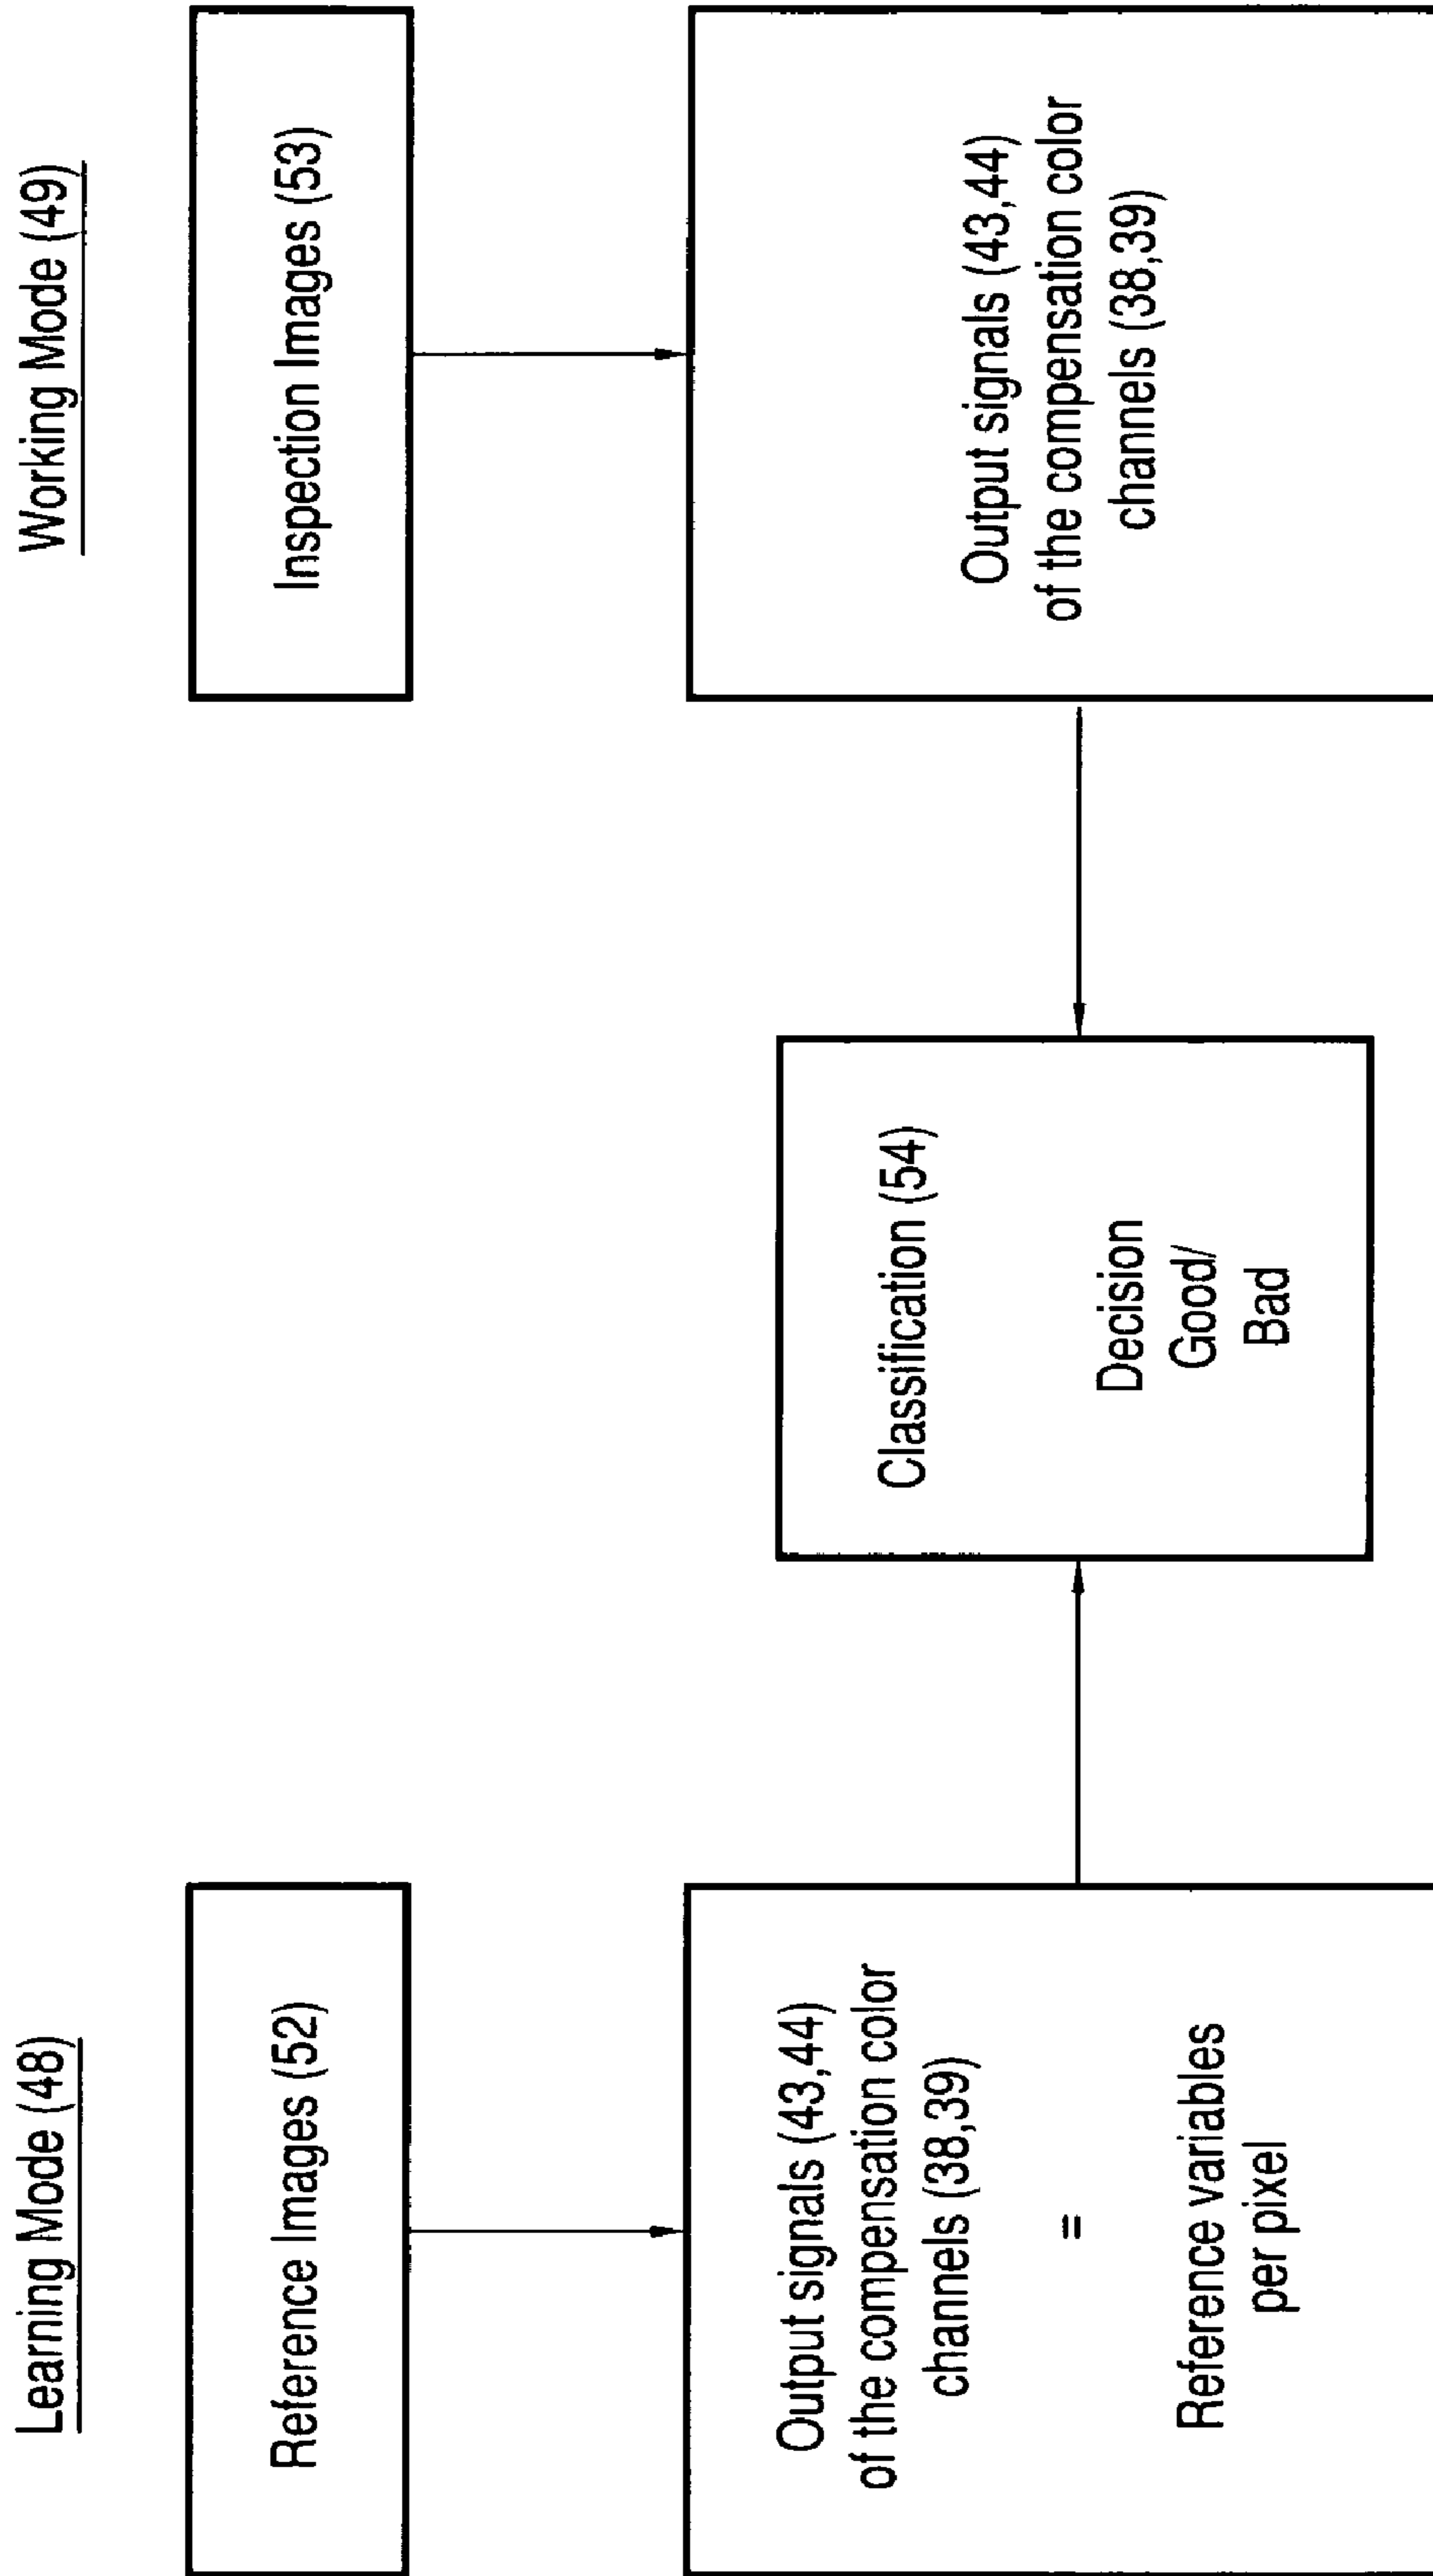 Learning Mode (48)
Working Mode (49)
Reference Images (52)
Inspection Images (53)
Output signals (43,44)
of the compensation color
channels (38,39)
=
Reference variables
per pixel
Classification (54)
Decision
Good/
Bad
Output signals (43,44)
of the compensation color
channels (38,39)